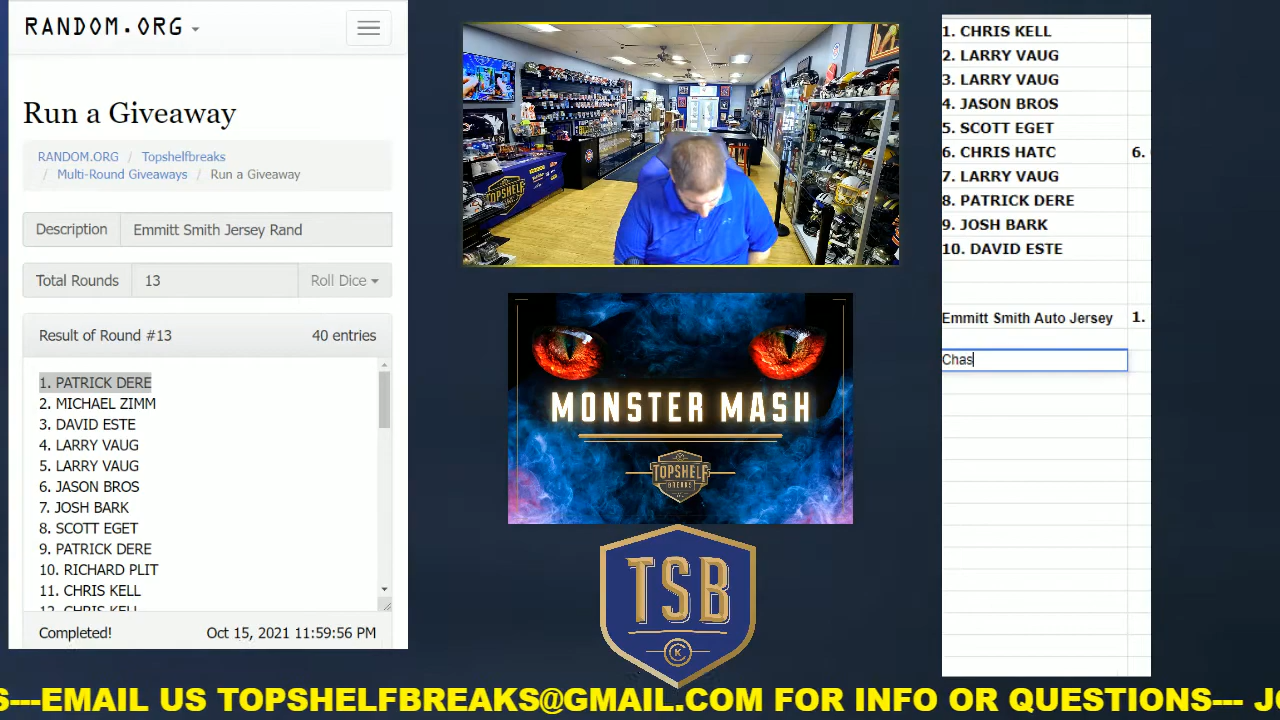 RANDOM.ORG
Run a Giveaway
RANDOM.ORG / Topshelfbreaks
Multi-Round Giveaways / Run a Giveaway
Description Emmitt Smith Jersey Rand
Total Rounds 13 Roll Dice
Result of Round #13 40 entries
1. PATRICK DERE
2. MICHAEL ZIMM
3. DAVID ESTE
4. LARRY VAUG
5. LARRY VAUG
6. JASON BROS
7. JOSH BARK
8. SCOTT EGET
9. PATRICK DERE
10. RICHARD PLIT
11. CHRIS KELL
12. CHRIS KELL
Completed! Oct 15, 2021 11:59:56 PM
TOPSHELF
MONSTER MASH
TOPSHELF
BREAKS
TSB
1. CHRIS KELL
2. LARRY VAUG
3. LARRY VAUG
4. JASON BROS
5. SCOTT EGET
6. CHRIS HATC 6.
7. LARRY VAUG
8. PATRICK DERE
9. JOSH BARK
10. DAVID ESTE
Emmitt Smith Auto Jersey 1.
Chas
S---EMAIL US TOPSHELFBREAKS@GMAIL.COM FOR INFO OR QUESTIONS--- JO